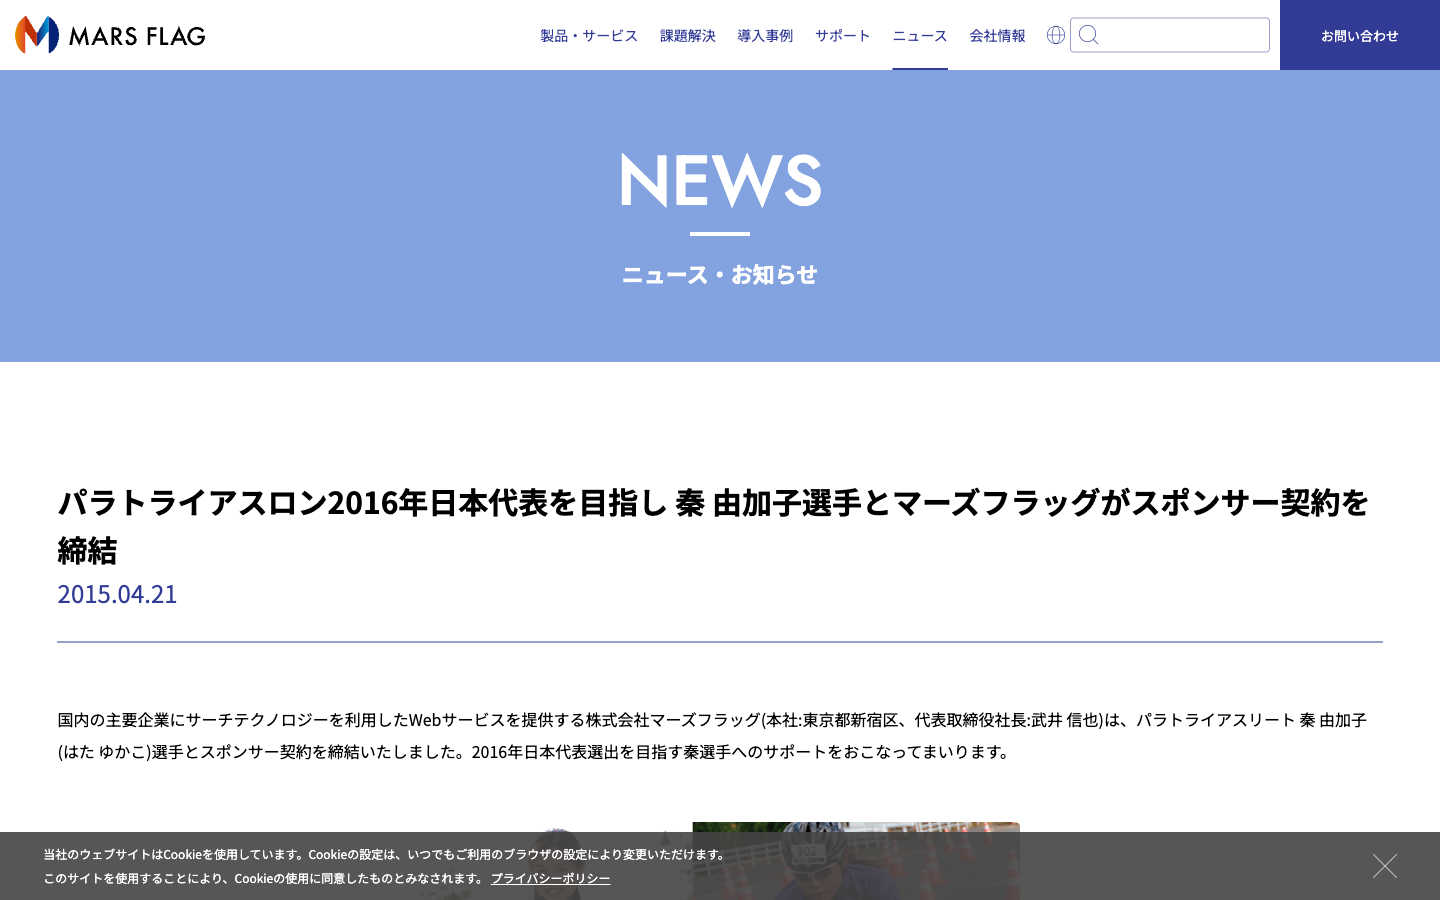 MARS FLAG
製品・サービス 課題解決 導入事例 サポート ニュース 会社情報 お問い合わせ
NEWS
ニュース・お知らせ
パラトライアスロン2016年日本代表を目指し 秦 由加子選手とマーズフラッグがスポンサー契約を
締結
2015.04.21
国内の主要企業にサーチテクノロジーを利用したWebサービスを提供する株式会社マーズフラッグ(本社:東京都新宿区、代表取締役社長:武井 信也)は、パラトライアスリート 秦 由加子
(はた ゆかこ)選手とスポンサー契約を締結いたしました。2016年日本代表選出を目指す秦選手へのサポートをおこなってまいります。
当社のウェブサイトはCookieを使用しています。Cookieの設定は、いつでもご利用のブラウザの設定により変更いただけます。
このサイトを使用することにより、Cookieの使用に同意したものとみなされます。 プライバシーポリシー